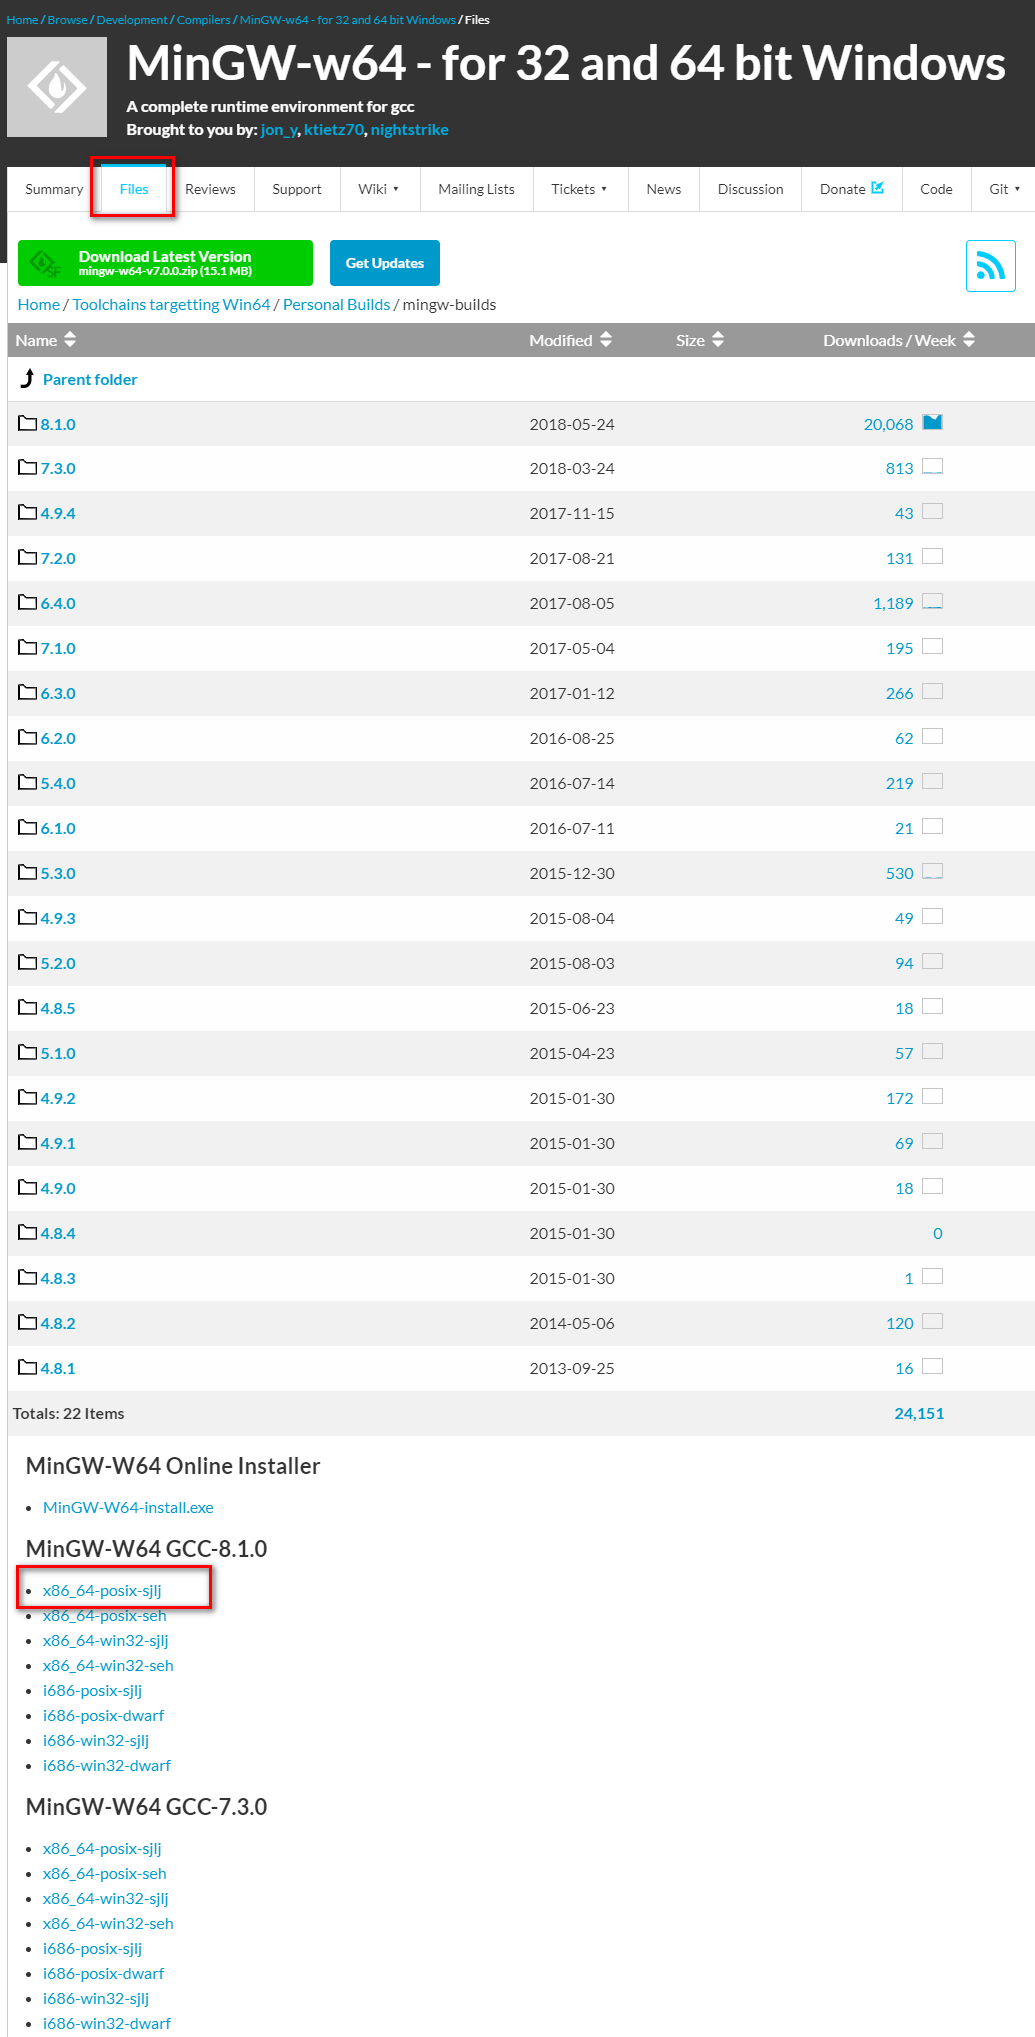 Home / Browse / Development / Compilers / MinGW-w64 - for 32 and 64 bit Windows / Files
MinGW-w64 - for 32 and 64 bit Windows
A complete runtime environment for gcc
Brought to you by: jon_y, ktietz70, nightstrike
Summary Files Reviews Support Wiki Mailing Lists Tickets News Discussion Donate Code Git
Download Latest Version
mingw-w64-v7.0.0.zip (15.1 MB)
Get Updates
Home / Toolchains targetting Win64 / Personal Builds / mingw-builds
Name Modified Size Downloads / Week
Parent folder
8.1.0 2018-05-24 20,068
7.3.0 2018-03-24 813
4.9.4 2017-11-15 43
7.2.0 2017-08-21 131
6.4.0 2017-08-05 1,189
7.1.0 2017-05-04 195
6.3.0 2017-01-12 266
6.2.0 2016-08-25 62
5.4.0 2016-07-14 219
6.1.0 2016-07-11 21
5.3.0 2015-12-30 530
4.9.3 2015-08-04 49
5.2.0 2015-08-03 94
4.8.5 2015-06-23 18
5.1.0 2015-04-23 57
4.9.2 2015-01-30 172
4.9.1 2015-01-30 69
4.9.0 2015-01-30 18
4.8.4 2015-01-30 0
4.8.3 2015-01-30 1
4.8.2 2014-05-06 120
4.8.1 2013-09-25 16
Totals: 22 Items 24,151
MinGW-W64 Online Installer
• MinGW-W64-install.exe
MinGW-W64 GCC-8.1.0
• x86_64-posix-sjlj
• x86_64-posix-seh
• x86_64-win32-sjlj
• x86_64-win32-seh
• i686-posix-sjlj
• i686-posix-dwarf
• i686-win32-sjlj
• i686-win32-dwarf
MinGW-W64 GCC-7.3.0
• x86_64-posix-sjlj
• x86_64-posix-seh
• x86_64-win32-sjlj
• x86_64-win32-seh
• i686-posix-sjlj
• i686-posix-dwarf
• i686-win32-sjlj
• i686-win32-dwarf